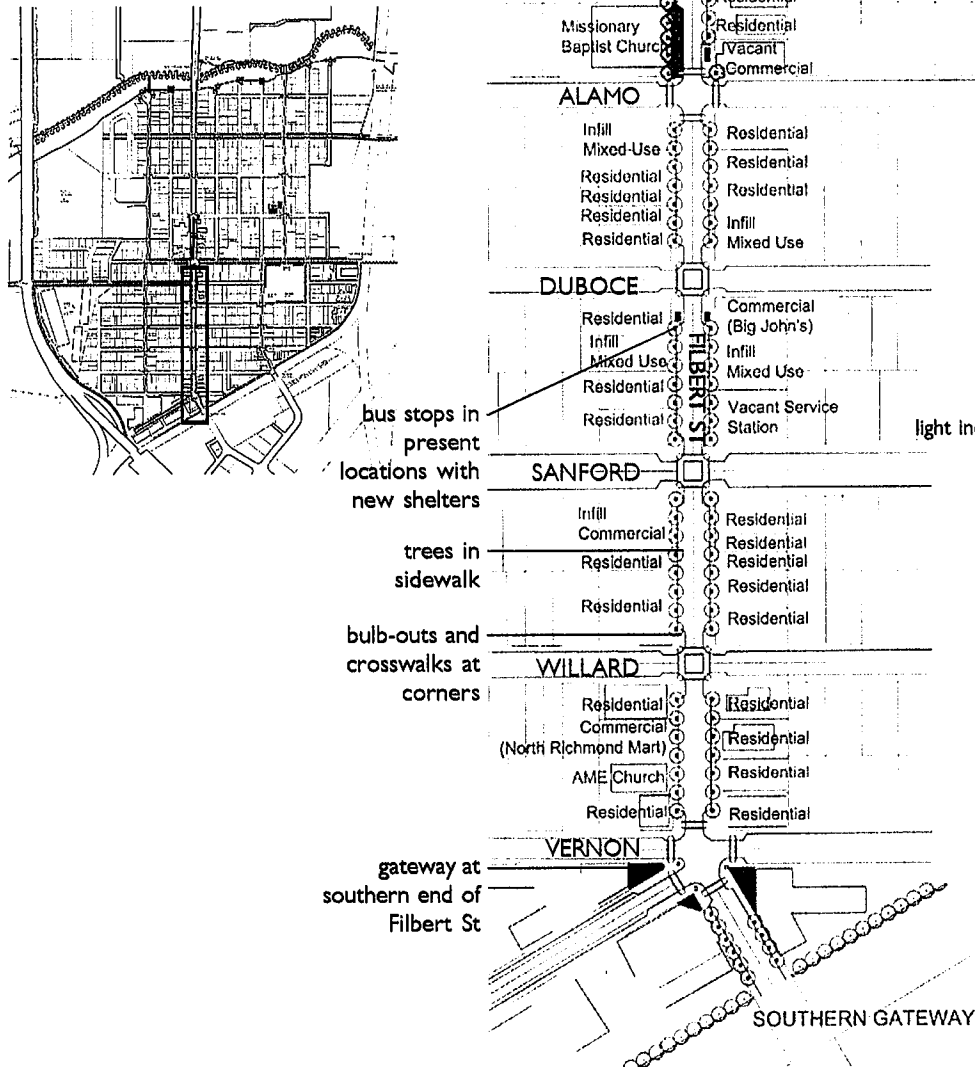 Residential
Missionary
Baptist Church
Residential
Vacant
Commercial
ALAMO
Infill
Mixed-Use
Residential
Residential
Residential
Residential
Residential
Residential
Residential
Infill
Mixed Use
DUBOCE
Residential
Infill
Mixed Use
Residential
Residential
FILBERT ST
Commercial
(Big John's)
Infill
Mixed Use
Vacant Service
Station
bus stops in
present
locations with
new shelters
light
SANFORD
Infill
Commercial
Residential
Residential
Residential
Residential
Residential
Residential
Residential
trees in
sidewalk
bulb-outs and
crosswalks at
corners
WILLARD
Residential
Commercial
(North Richmond Mart)
AME Church
Residential
Residential
Residential
Residential
Residential
VERNON
gateway at
southern end of
Filbert St
SOUTHERN GATEWAY